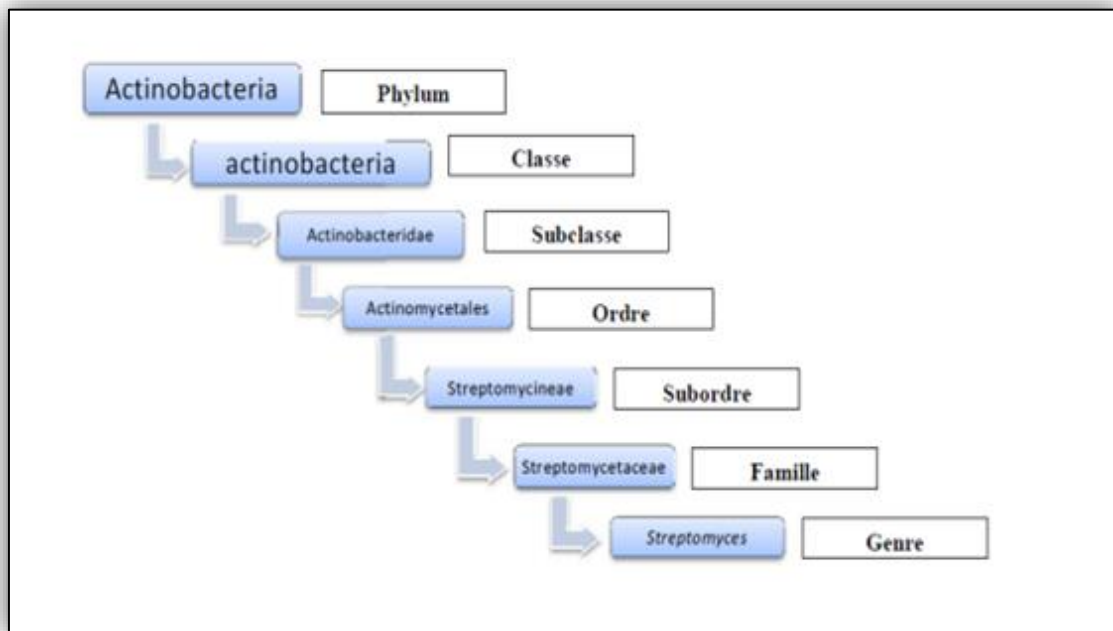 Actinobacteria Phylum
actinobacteria Classe
Actinobacteridae Subclasse
Actinomycetales Ordre
Streptomycineae Subordre
Streptomycetaceae Famille
Streptomyces Genre